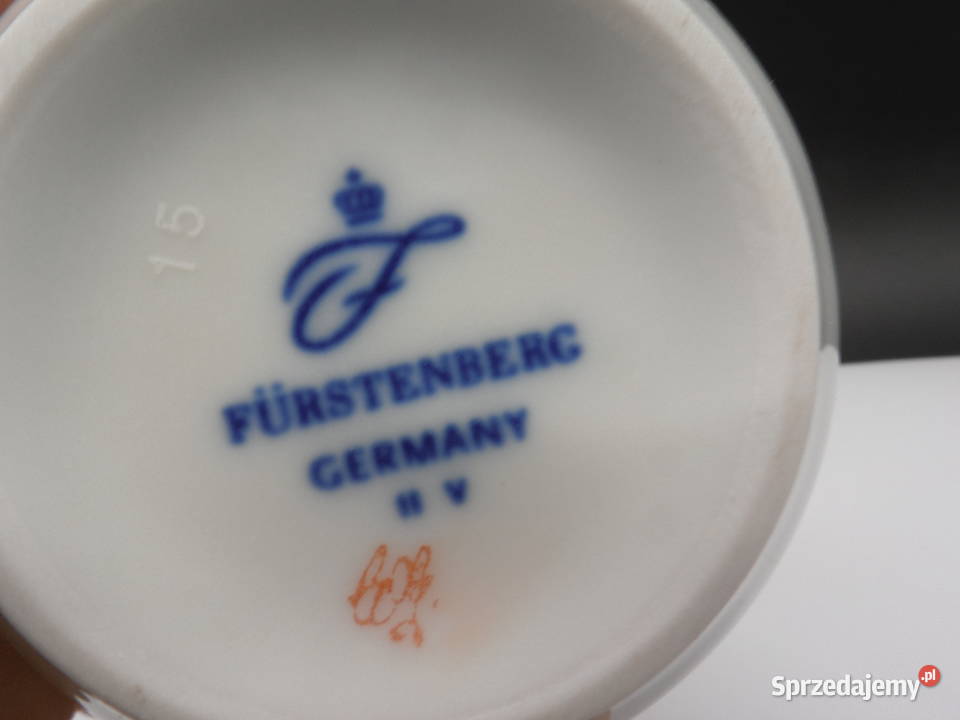 15
F
FÜRSTENBERG
GERMANY
II V
Sprzedajemy.pl